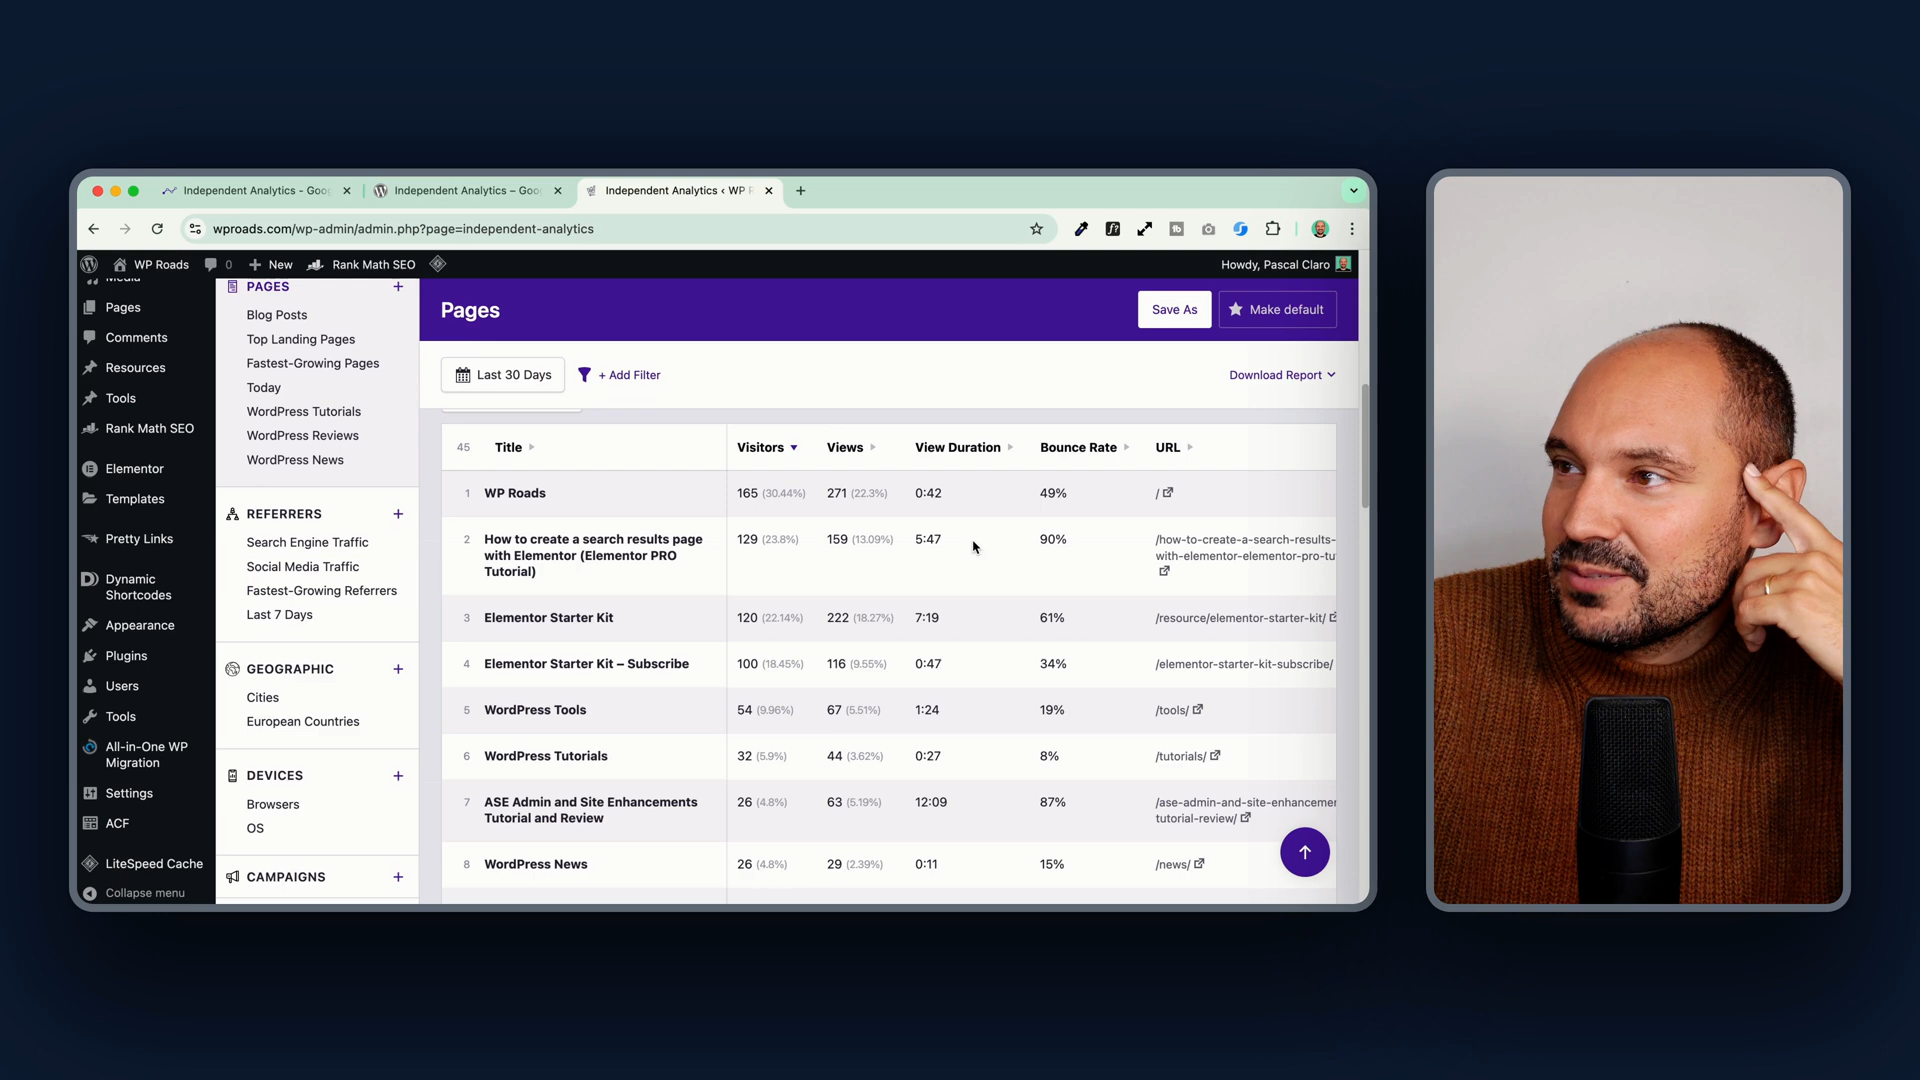 Independent Analytics - Goog
Independent Analytics – Goog
Independent Analytics ‹ WP R
wproads.com/wp-admin/admin.php?page=independent-analytics
WP Roads
0
New
Rank Math SEO
Howdy, Pascal Claro
Media
Pages
Comments
Resources
Tools
Rank Math SEO
Elementor
Templates
Pretty Links
Dynamic
Shortcodes
Appearance
Plugins
Users
Tools
All-in-One WP
Migration
Settings
ACF
LiteSpeed Cache
Collapse menu
PAGES
Blog Posts
Top Landing Pages
Fastest-Growing Pages
Today
WordPress Tutorials
WordPress Reviews
WordPress News
REFERRERS
Search Engine Traffic
Social Media Traffic
Fastest-Growing Referrers
Last 7 Days
GEOGRAPHIC
Cities
European Countries
DEVICES
Browsers
OS
CAMPAIGNS
Pages
Save As
Make default
Last 30 Days
+ Add Filter
Download Report
45 Title Visitors Views View Duration Bounce Rate URL
1 WP Roads 165 (30.44%) 271 (22.3%) 0:42 49% /
2 How to create a search results page 129 (23.8%) 159 (13.09%) 5:47 90% /how-to-create-a-search-results-
with Elementor (Elementor PRO with-elementor-elementor-pro-tu
Tutorial)
3 Elementor Starter Kit 120 (22.14%) 222 (18.27%) 7:19 61% /resource/elementor-starter-kit/
4 Elementor Starter Kit – Subscribe 100 (18.45%) 116 (9.55%) 0:47 34% /elementor-starter-kit-subscribe/
5 WordPress Tools 54 (9.96%) 67 (5.51%) 1:24 19% /tools/
6 WordPress Tutorials 32 (5.9%) 44 (3.62%) 0:27 8% /tutorials/
7 ASE Admin and Site Enhancements 26 (4.8%) 63 (5.19%) 12:09 87% /ase-admin-and-site-enhancemen
Tutorial and Review tutorial-review/
8 WordPress News 26 (4.8%) 29 (2.39%) 0:11 15% /news/